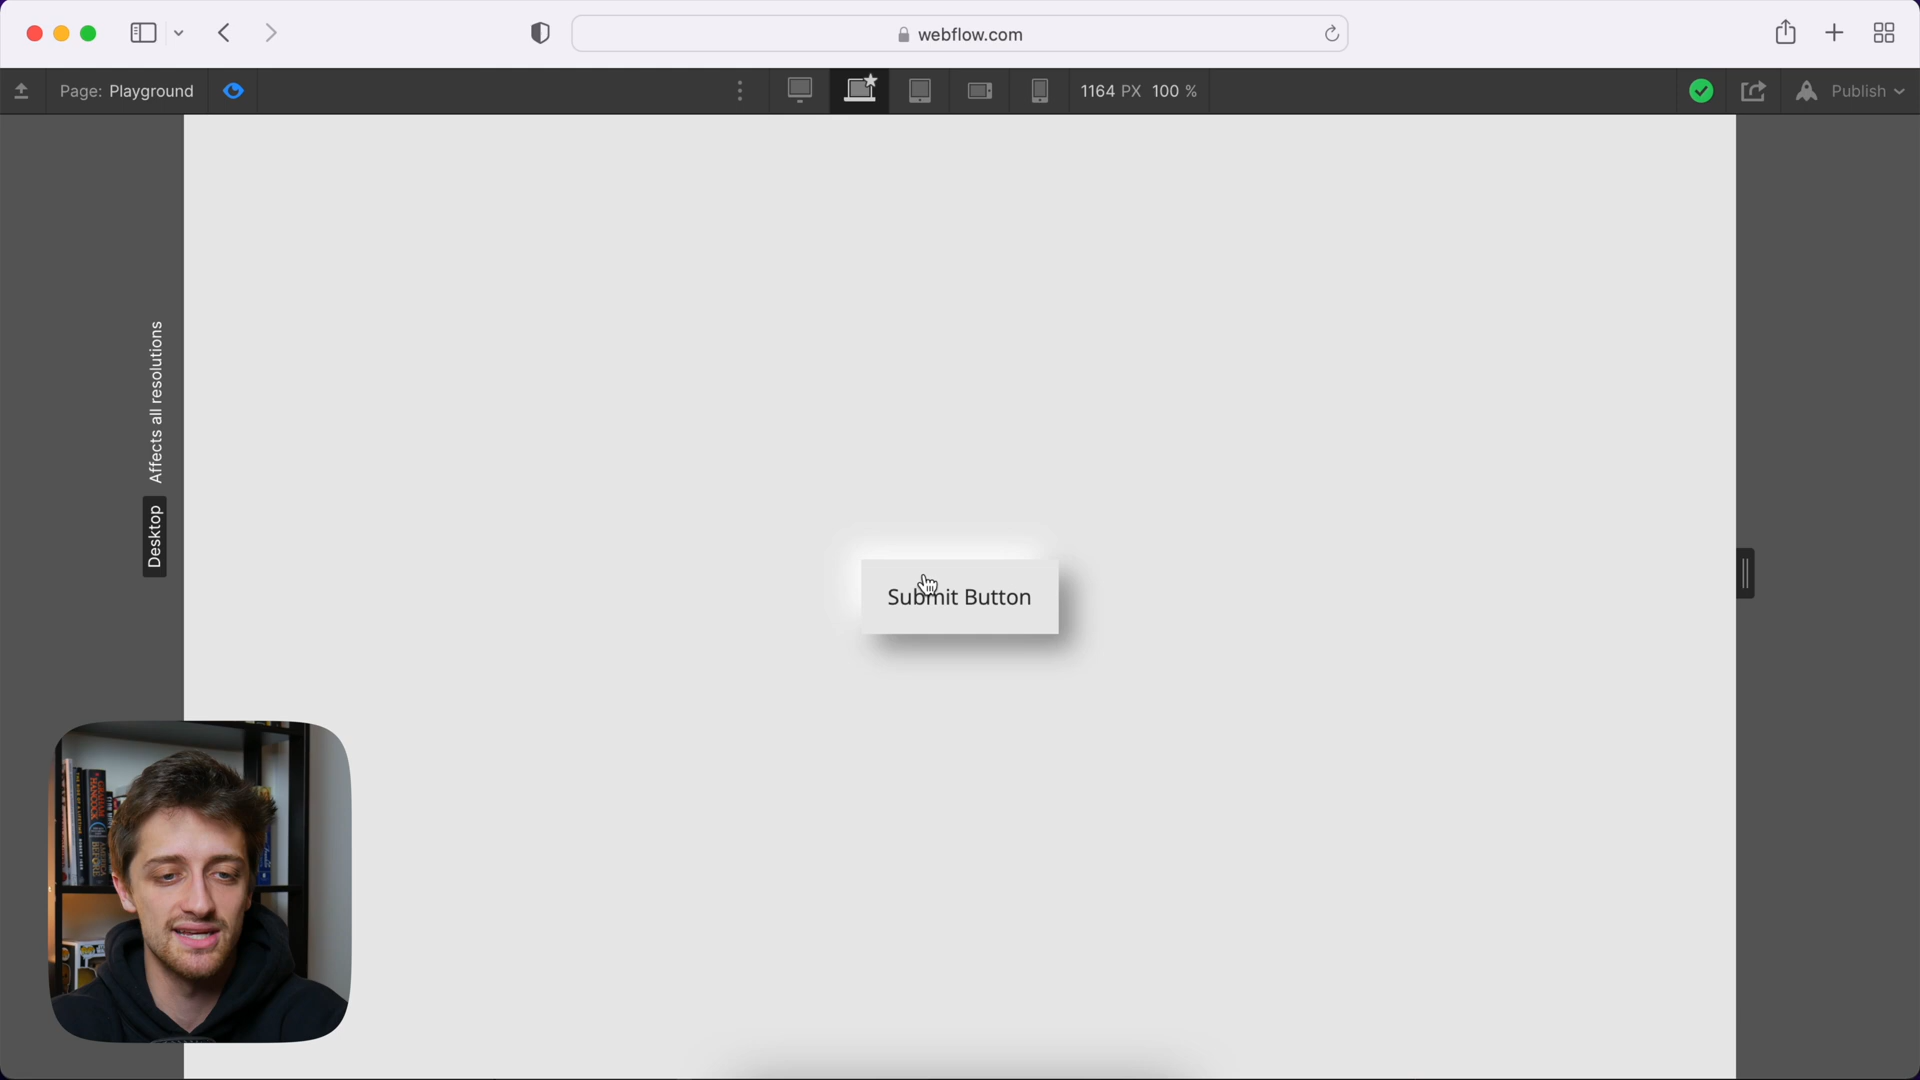 webflow.com
Page: Playground
1164 PX 100 %
Publish
Affects all resolutions
Desktop
Submit Button